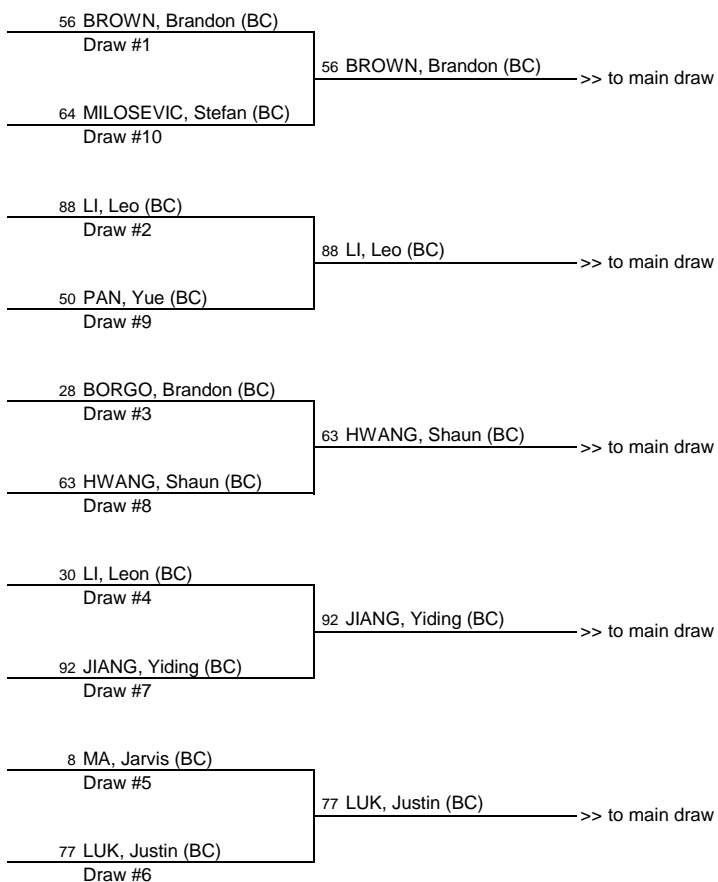 56 BROWN, Brandon (BC)
Draw #1
56 BROWN, Brandon (BC)
>> to main draw
64 MILOSEVIC, Stefan (BC)
Draw #10
88 LI, Leo (BC)
Draw #2
88 LI, Leo (BC)
>> to main draw
50 PAN, Yue (BC)
Draw #9
28 BORGO, Brandon (BC)
Draw #3
63 HWANG, Shaun (BC)
>> to main draw
63 HWANG, Shaun (BC)
Draw #8
30 LI, Leon (BC)
Draw #4
92 JIANG, Yiding (BC)
>> to main draw
92 JIANG, Yiding (BC)
Draw #7
8 MA, Jarvis (BC)
Draw #5
77 LUK, Justin (BC)
>> to main draw
77 LUK, Justin (BC)
Draw #6